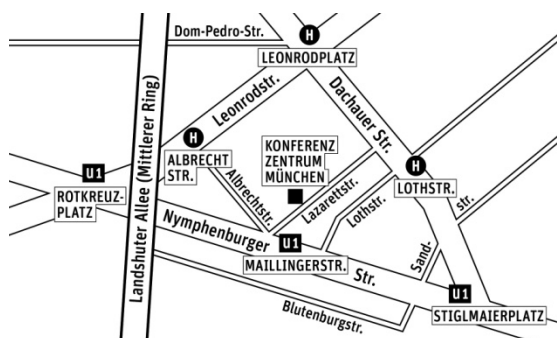 Dom-Pedro-Str.
H
LEONRODPLATZ
Landshuter Allee (Mittlerer Ring)
Leonrodstr.
Dachauer Str.
H
ALBRECHT
STR.
KONFERENZ
ZENTRUM
MÜNCHEN
H
LOTHSTR.
U1
ROTKREUZ-
PLATZ
Albrechtstr.
Lazarettstr.
Lothstr.
Sand-
str.
Nymphenburger
Str.
U1
MAILLINGERSTR.
U1
STIGLMAIERPLATZ
Blutenburgstr.